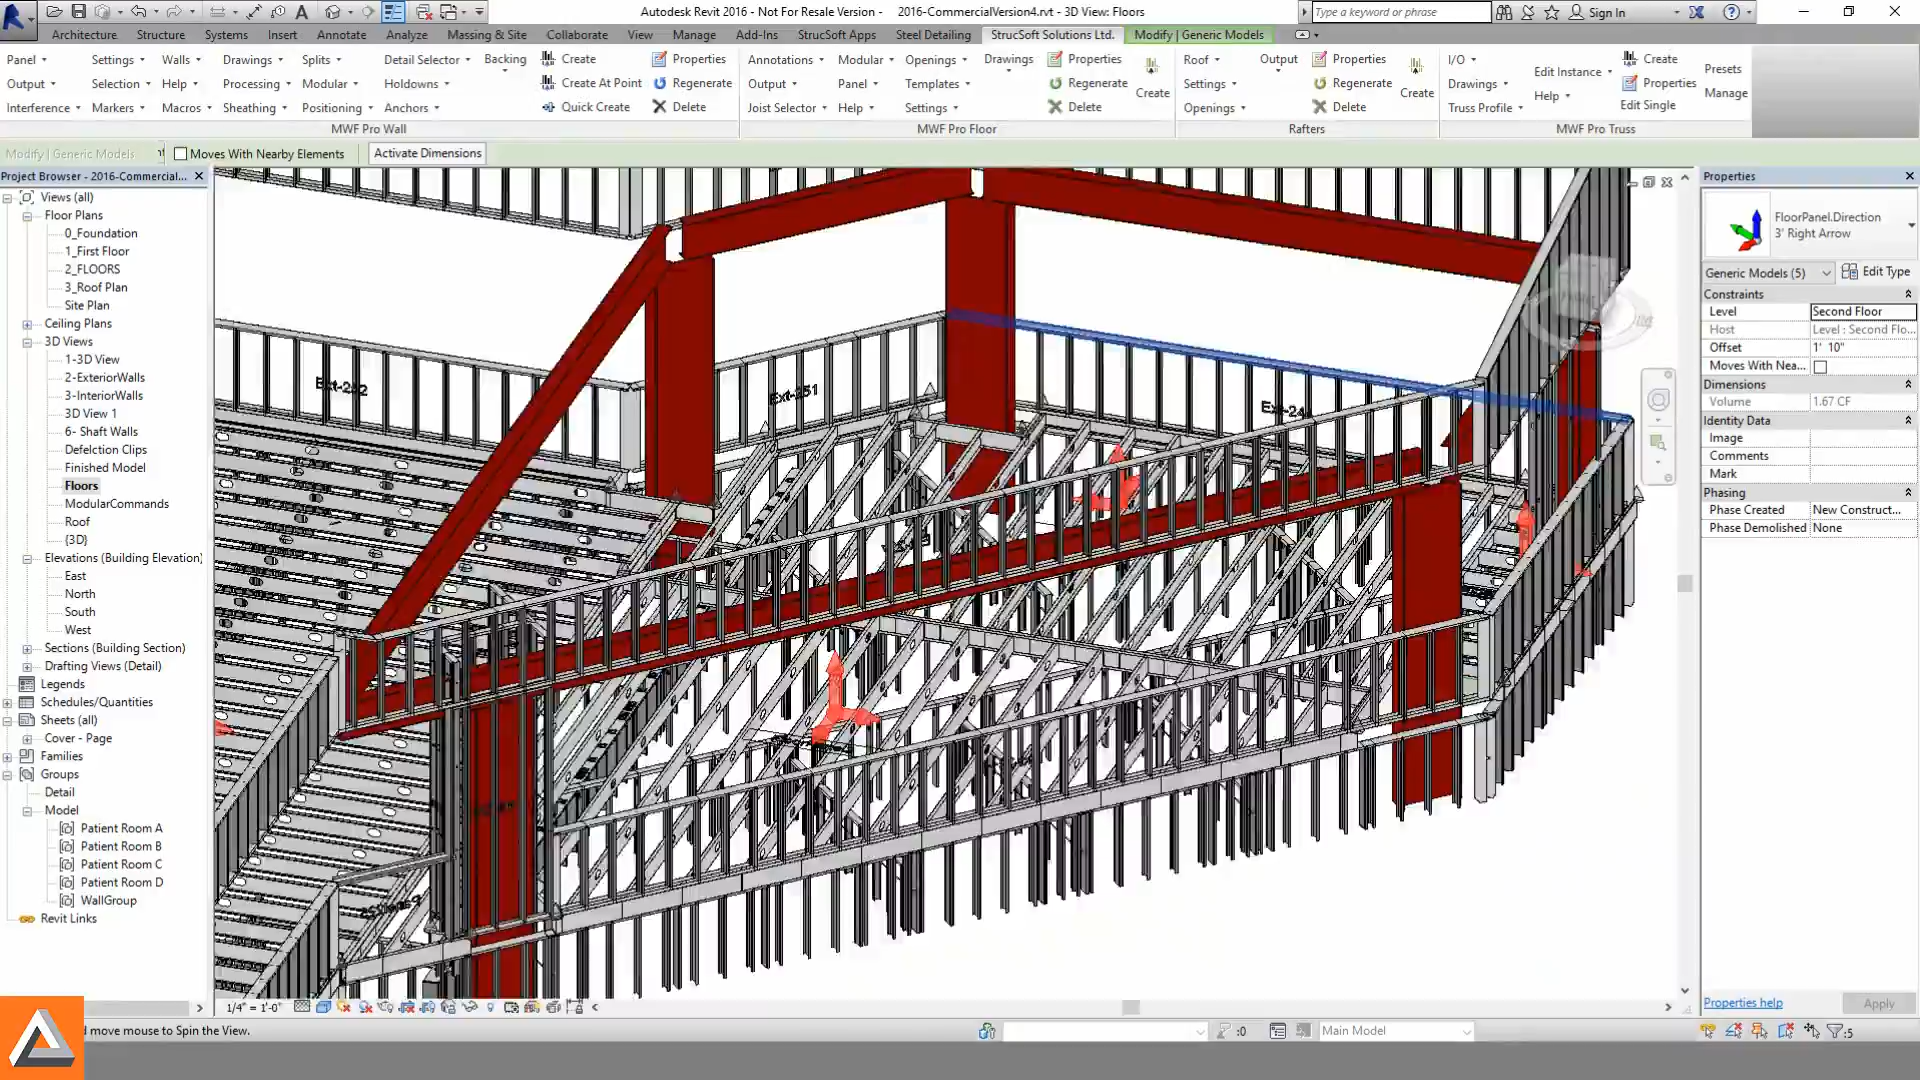 Autodesk Revit 2016 - Not For Resale Version - 2016-CommercialVersion4.rvt - 3D View: Floors
Type a keyword or phrase
Sign In
Architecture Structure Systems Insert Annotate Analyze Massing & Site Collaborate View Manage Add-Ins StrucSoft Apps Steel Detailing StrucSoft Solutions Ltd. Modify | Generic Models
Panel Settings Walls Drawings Splits Detail Selector Backing Create Properties Annotations Modular Openings Drawings Properties Roof Output Properties I/O Create
Output Selection Help Processing Modular Holdowns Create At Point Regenerate Output Panel Templates Regenerate Create Settings Regenerate Create Drawings Edit Instance Properties Presets
Interference Markers Macros Sheathing Positioning Anchors Quick Create Delete Joist Selector Help Settings Delete Openings Delete Truss Profile Help Edit Single Manage
MWF Pro Wall MWF Pro Floor Rafters MWF Pro Truss
Modify | Generic Models Moves With Nearby Elements Activate Dimensions
Project Browser - 2016-Commercial...
Views (all)
Floor Plans
0_Foundation
1_First Floor
2_FLOORS
3_Roof Plan
Site Plan
Ceiling Plans
3D Views
1-3D View
2-ExteriorWalls
3-InteriorWalls
3D View 1
6- Shaft Walls
Defelction Clips
Finished Model
Floors
ModularCommands
Roof
{3D}
Elevations (Building Elevation)
East
North
South
West
Sections (Building Section)
Drafting Views (Detail)
Legends
Schedules/Quantities
Sheets (all)
Cover - Page
Families
Groups
Detail
Model
Patient Room A
Patient Room B
Patient Room C
Patient Room D
WallGroup
Revit Links
Ext-251
Properties
FloorPanel.Direction
3' Right Arrow
Generic Models (5) Edit Type
Constraints
Level Second Floor
Host Level : Second Flo...
Offset 1' 10"
Moves With Nea...
Dimensions
Volume 1.67 CF
Identity Data
Image
Comments
Mark
Phasing
Phase Created New Construct...
Phase Demolished None
Properties help Apply
1/4" = 1'-0"
d move mouse to Spin the View.
:0
Main Model
:5